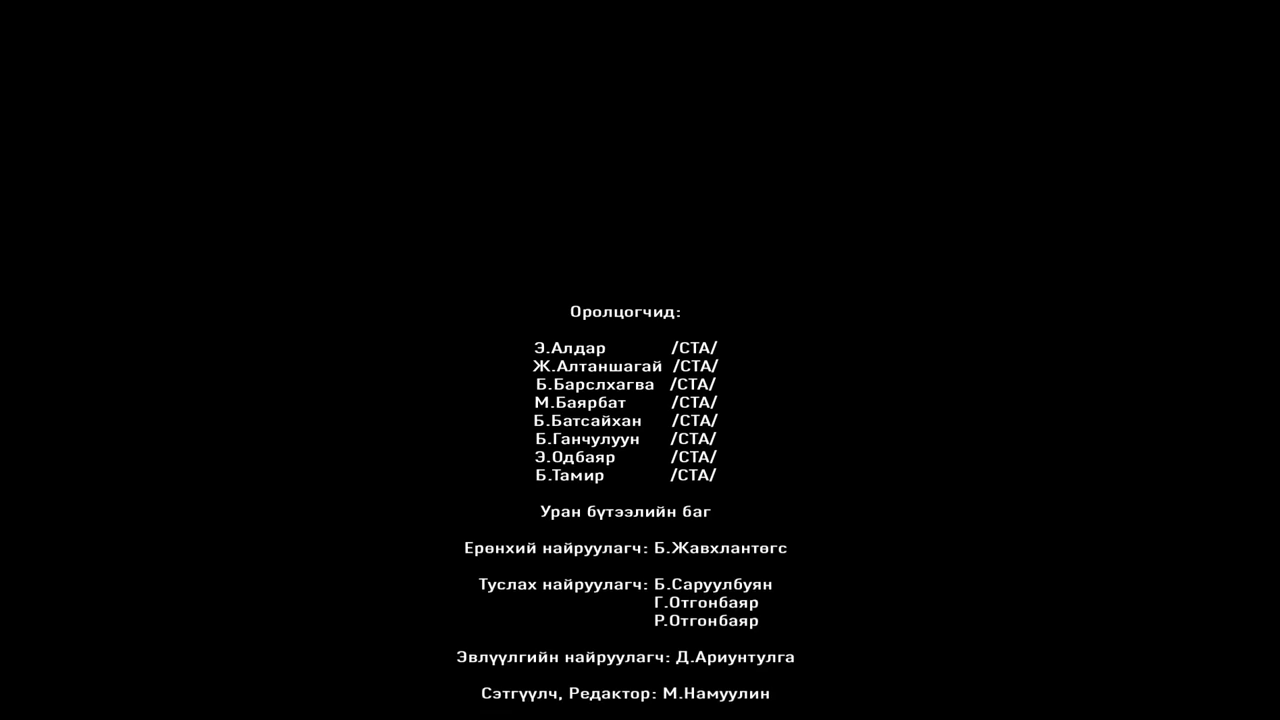 Оролцогчид:
Э.Алдар /СТА/
Ж.Алтаншагай /СТА/
Б.Барслхагва /СТА/
М.Баярбат /СТА/
Б.Батсайхан /СТА/
Б.Ганчулуун /СТА/
Э.Одбаяр /СТА/
Б.Тамир /СТА/
Уран бүтээлийн баг
Ерөнхий найруулагч: Б.Жавхлантөгс
Туслах найруулагч: Б.Саруулбуян
Г.Отгонбаяр
Р.Отгонбаяр
Эвлүүлгийн найруулагч: Д.Ариунтулга
Сэтгүүлч, Редактор: М.Намуулин